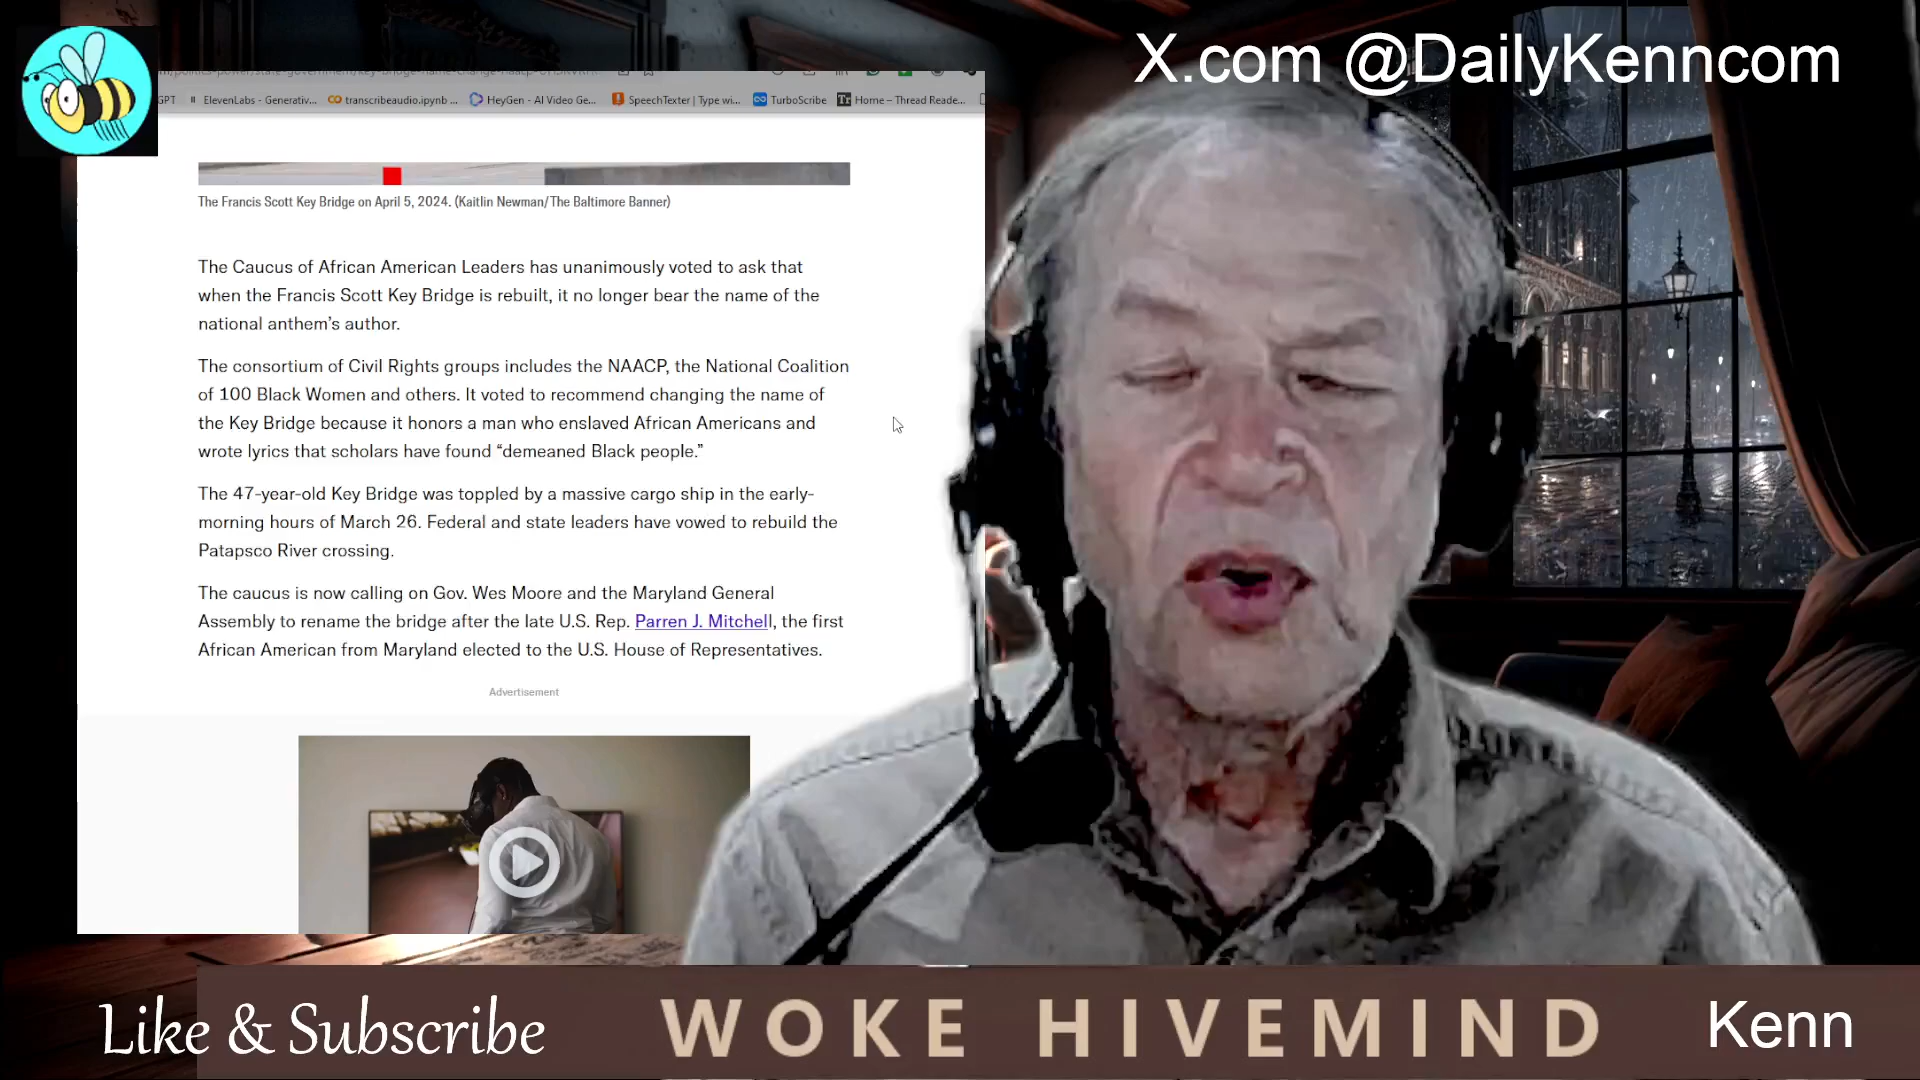 X.com @DailyKenncom
GPT ElevenLabs - Generativ... transcribeaudio.ipynb ... HeyGen - AI Video Ge... SpeechTexter | Type wi... TurboScribe Home – Thread Reade...
The Francis Scott Key Bridge on April 5, 2024. (Kaitlin Newman/The Baltimore Banner)
The Caucus of African American Leaders has unanimously voted to ask that
when the Francis Scott Key Bridge is rebuilt, it no longer bear the name of the
national anthem’s author.
The consortium of Civil Rights groups includes the NAACP, the National Coalition
of 100 Black Women and others. It voted to recommend changing the name of
the Key Bridge because it honors a man who enslaved African Americans and
wrote lyrics that scholars have found “demeaned Black people.”
The 47-year-old Key Bridge was toppled by a massive cargo ship in the early-
morning hours of March 26. Federal and state leaders have vowed to rebuild the
Patapsco River crossing.
The caucus is now calling on Gov. Wes Moore and the Maryland General
Assembly to rename the bridge after the late U.S. Rep. Parren J. Mitchell, the first
African American from Maryland elected to the U.S. House of Representatives.
Advertisement
Like & Subscribe
WOKE HIVEMIND
Kenn